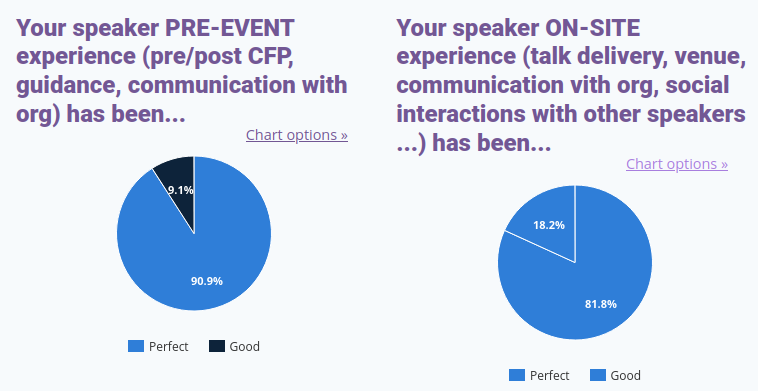 Your speaker PRE-EVENT
experience (pre/post CFP,
guidance, communication with
org) has been...
Chart options »
9.1%
90.9%
Perfect Good
Your speaker ON-SITE
experience (talk delivery, venue,
communication vith org, social
interactions with other speakers
...) has been...
Chart options »
18.2%
81.8%
Perfect Good